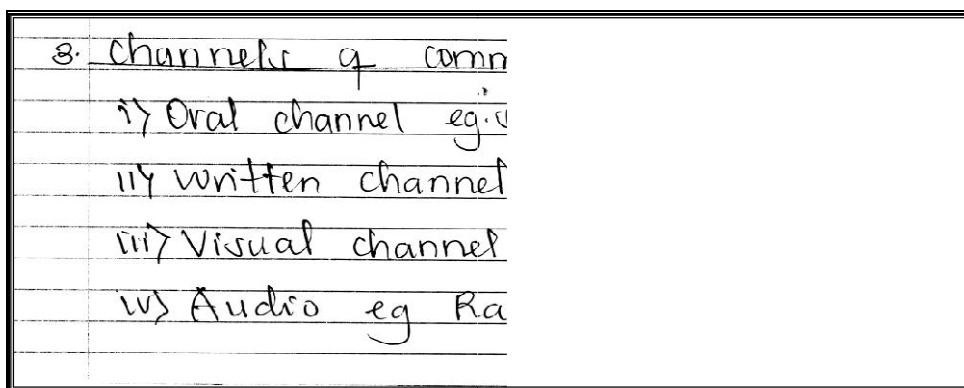 3. Channels of comm
i) Oral channel eg.
ii) written channel
iii) Visual channel
iv) Audio eg Ra